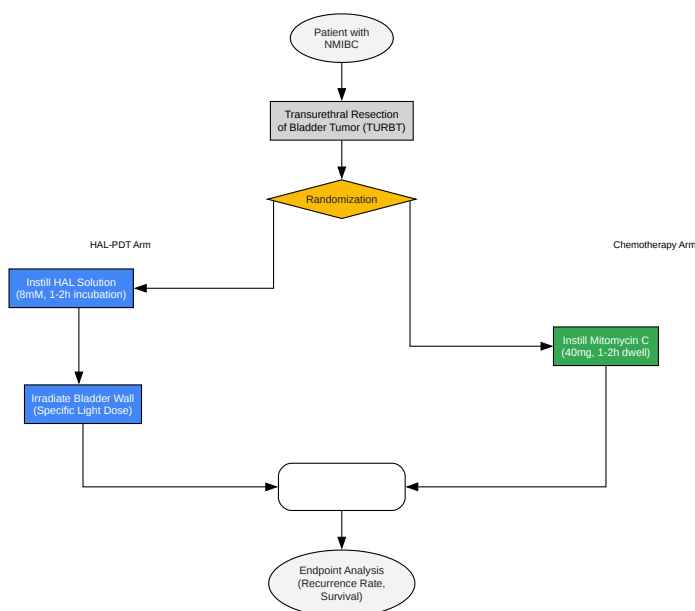 Patient with
NMIBC
Transurethral Resection
of Bladder Tumor (TURBT)
Randomization
HAL-PDT Arm
Chemotherapy Arm
Instill HAL Solution
(8mM, 1-2h incubation)
Instill Mitomycin C
(40mg, 1-2h dwell)
Irradiate Bladder Wall
(Specific Light Dose)
Endpoint Analysis
(Recurrence Rate,
Survival)